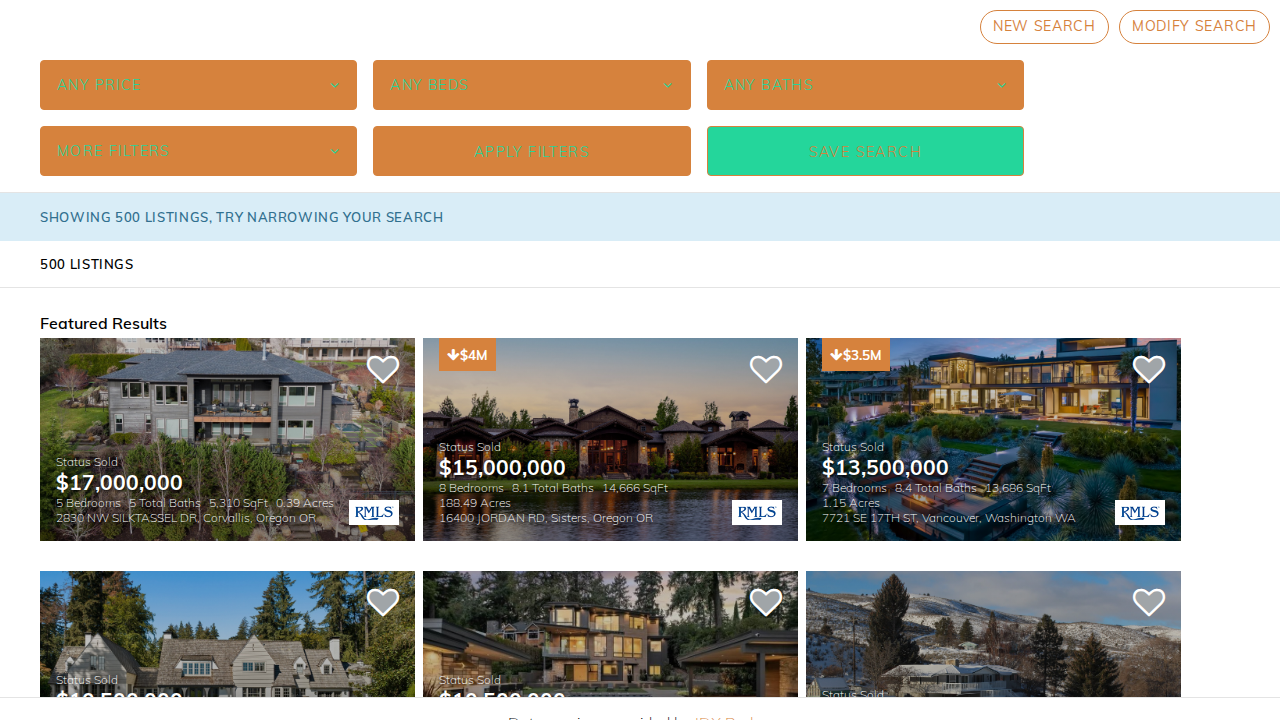 NEW SEARCH
MODIFY SEARCH
ANY PRICE
ANY BEDS
ANY BATHS
MORE FILTERS
APPLY FILTERS
SAVE SEARCH
SHOWING 500 LISTINGS, TRY NARROWING YOUR SEARCH
500 LISTINGS
Featured Results
Status Sold
$17,000,000
5 Bedrooms 5 Total Baths 5,310 SqFt 0.39 Acres
2830 NW SILKTASSEL DR, Corvallis, Oregon OR
RMLS
$4M
Status Sold
$15,000,000
8 Bedrooms 8.1 Total Baths 14,666 SqFt
188.49 Acres
16400 JORDAN RD, Sisters, Oregon OR
RMLS
$3.5M
Status Sold
$13,500,000
7 Bedrooms 8.4 Total Baths 13,686 SqFt
1.15 Acres
7721 SE 17TH ST, Vancouver, Washington WA
RMLS
Status Sold
Status Sold
Status Sold